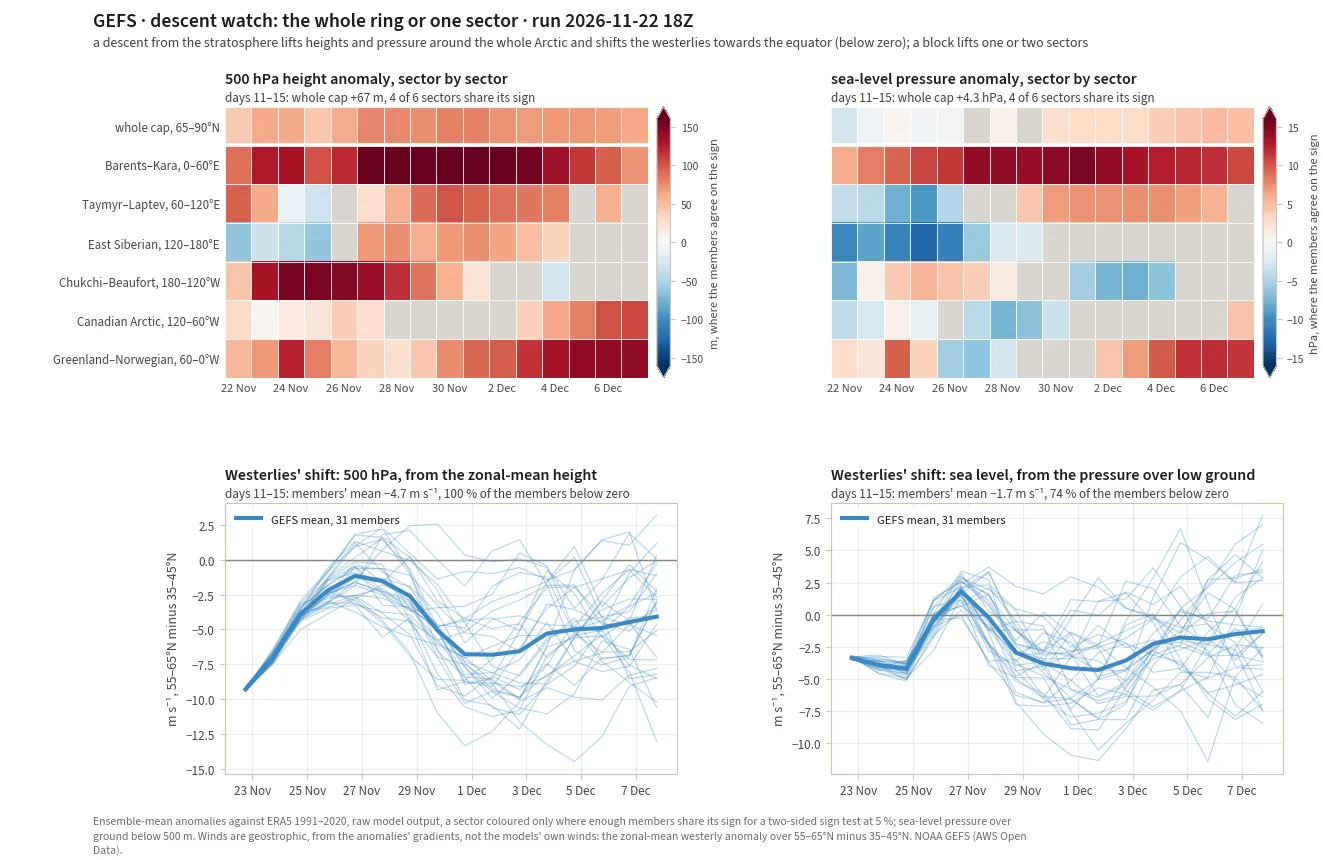 GEFS · descent watch: the whole ring or one sector · run 2026-11-22 18Z
a descent from the stratosphere lifts heights and pressure around the whole Arctic and shifts the westerlies towards the equator (below zero); a block lifts one or two sectors
500 hPa height anomaly, sector by sector
days 11–15: whole cap +67 m, 4 of 6 sectors share its sign
whole cap, 65–90°N
Barents–Kara, 0–60°E
Taymyr–Laptev, 60–120°E
East Siberian, 120–180°E
Chukchi–Beaufort, 180–120°W
Canadian Arctic, 120–60°W
Greenland–Norwegian, 60–0°W
22 Nov 24 Nov 26 Nov 28 Nov 30 Nov 2 Dec 4 Dec 6 Dec
150
100
50
0
−50
−100
−150
m, where the members agree on the sign
sea-level pressure anomaly, sector by sector
days 11–15: whole cap +4.3 hPa, 4 of 6 sectors share its sign
22 Nov 24 Nov 26 Nov 28 Nov 30 Nov 2 Dec 4 Dec 6 Dec
15
10
5
0
−5
−10
−15
hPa, where the members agree on the sign
Westerlies' shift: 500 hPa, from the zonal-mean height
days 11–15: members' mean −4.7 m s⁻¹, 100 % of the members below zero
GEFS mean, 31 members
2.5
0.0
−2.5
−5.0
−7.5
−10.0
−12.5
−15.0
m s⁻¹, 55–65°N minus 35–45°N
23 Nov 25 Nov 27 Nov 29 Nov 1 Dec 3 Dec 5 Dec 7 Dec
Westerlies' shift: sea level, from the pressure over low ground
days 11–15: members' mean −1.7 m s⁻¹, 74 % of the members below zero
GEFS mean, 31 members
7.5
5.0
2.5
0.0
−2.5
−5.0
−7.5
−10.0
m s⁻¹, 55–65°N minus 35–45°N
23 Nov 25 Nov 27 Nov 29 Nov 1 Dec 3 Dec 5 Dec 7 Dec
Ensemble-mean anomalies against ERA5 1991–2020, raw model output, a sector coloured only where enough members share its sign for a two-sided sign test at 5 %; sea-level pressure over
ground below 500 m. Winds are geostrophic, from the anomalies' gradients, not the models' own winds: the zonal-mean westerly anomaly over 55–65°N minus 35–45°N. NOAA GEFS (AWS Open
Data).